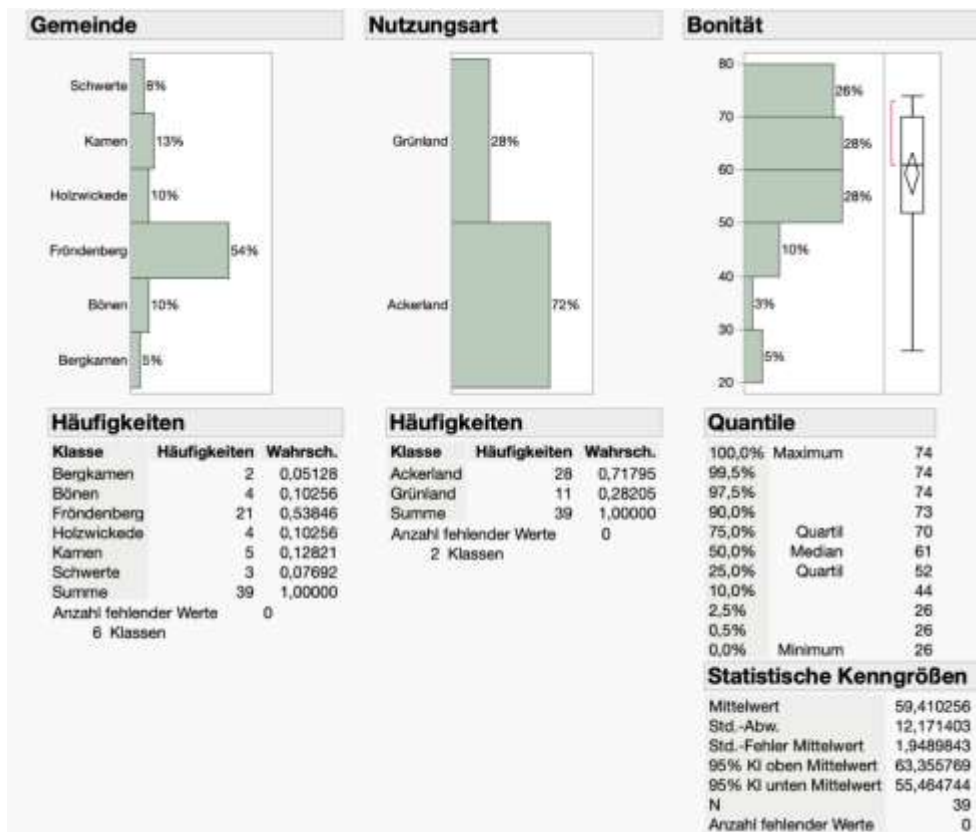 Gemeinde
Schwerte 8%
Kamen 13%
Holzwickede 10%
Fröndenberg 54%
Bönen 10%
Bergkamen 5%
Häufigkeiten
Klasse Häufigkeiten Wahrsch.
Bergkamen 2 0,05128
Bönen 4 0,10256
Fröndenberg 21 0,53846
Holzwickede 4 0,10256
Kamen 5 0,12821
Schwerte 3 0,07692
Summe 39 1,00000
Anzahl fehlender Werte 0
6 Klassen
Nutzungsart
Grünland 28%
Ackerland 72%
Häufigkeiten
Klasse Häufigkeiten Wahrsch.
Ackerland 28 0,71795
Grünland 11 0,28205
Summe 39 1,00000
Anzahl fehlender Werte 0
2 Klassen
Bonität
80
26%
70
28%
60
28%
50
10%
40
3%
30
5%
20
Quantile
100,0% Maximum 74
99,5% 74
97,5% 74
90,0% 73
75,0% Quartil 70
50,0% Median 61
25,0% Quartil 52
10,0% 44
2,5% 26
0,5% 26
0,0% Minimum 26
Statistische Kenngrößen
Mittelwert 59,410256
Std.-Abw. 12,171403
Std.-Fehler Mittelwert 1,9489843
95% KI oben Mittelwert 63,355769
95% KI unten Mittelwert 55,464744
N 39
Anzahl fehlender Werte 0